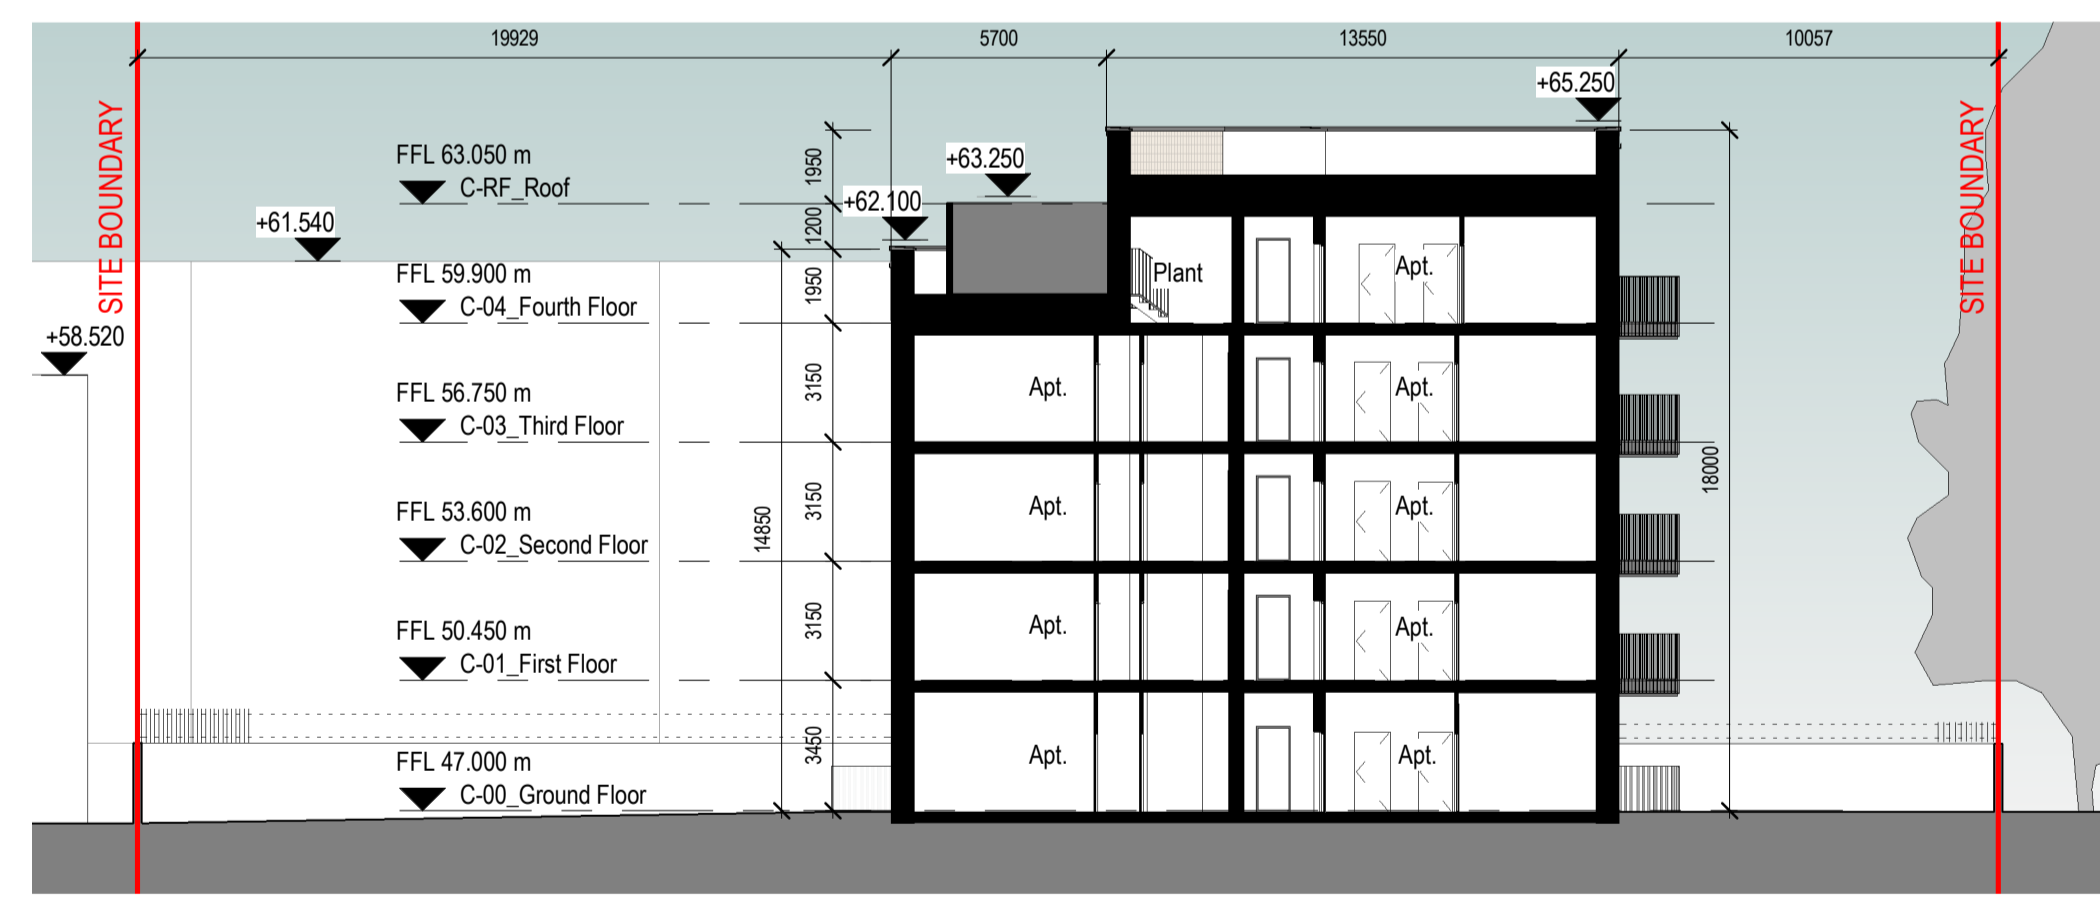 19929
5700
13550
10057
+65.250
SITE BOUNDARY
SITE BOUNDARY
FFL 63.050 m
C-RF_Roof
+63.250
+62.100
+61.540
1950
1200
1950
3150
3150
3150
3450
14850
18000
FFL 59.900 m
C-04_Fourth Floor
Plant
Apt.
+58.520
FFL 56.750 m
C-03_Third Floor
Apt.
Apt.
FFL 53.600 m
C-02_Second Floor
Apt.
Apt.
FFL 50.450 m
C-01_First Floor
Apt.
Apt.
FFL 47.000 m
C-00_Ground Floor
Apt.
Apt.